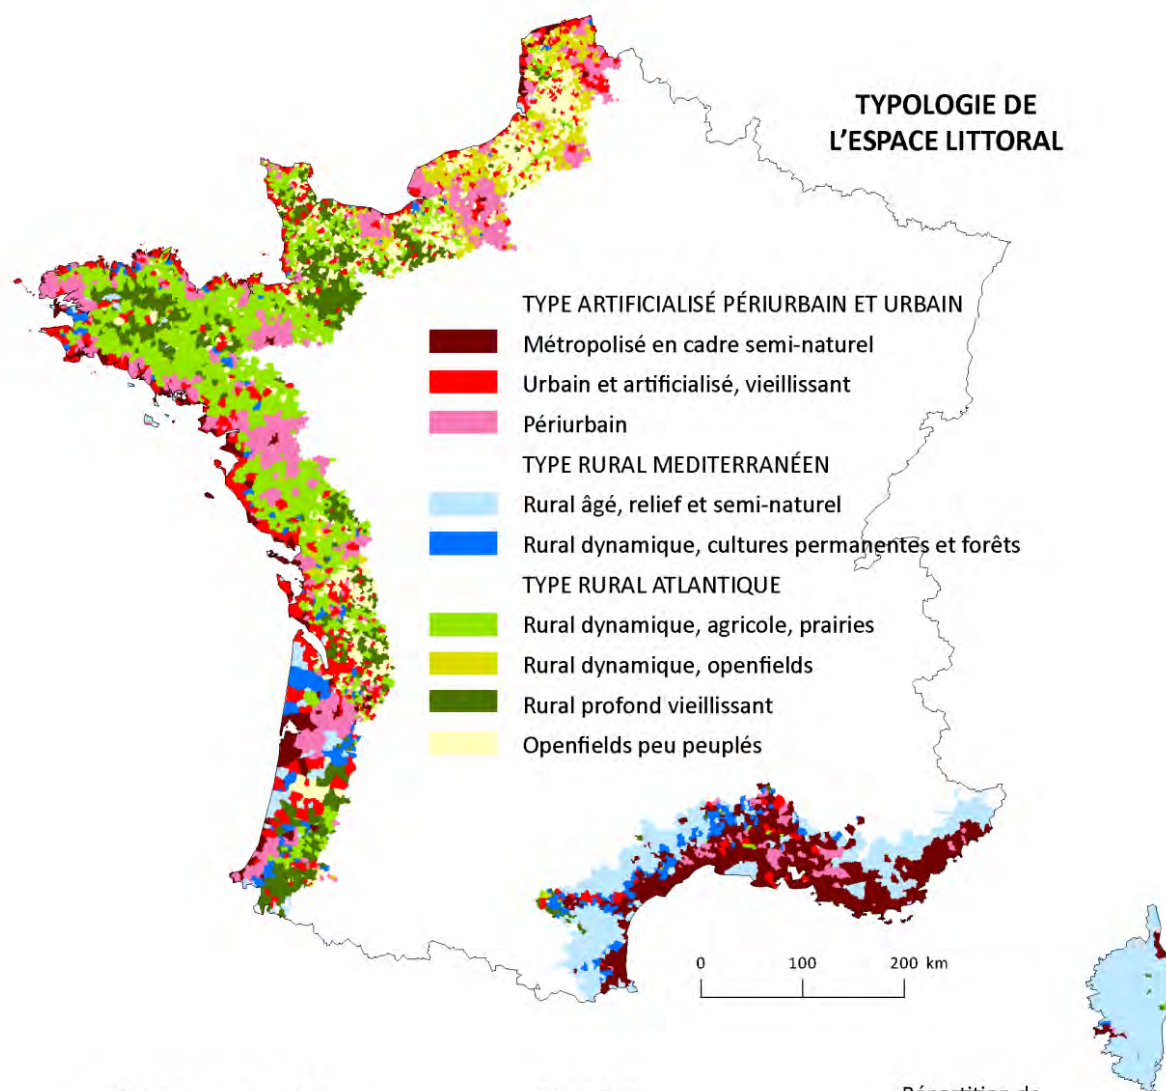 TYPOLOGIE DE
L'ESPACE LITTORAL
TYPE ARTIFICIALISÉ PÉRIURBAIN ET URBAIN
Métropolisé en cadre semi-naturel
Urbain et artificialisé, vieillissant
Périurbain
TYPE RURAL MEDITERRANÉEN
Rural âgé, relief et semi-naturel
Rural dynamique, cultures permanentes et forêts
TYPE RURAL ATLANTIQUE
Rural dynamique, agricole, prairies
Rural dynamique, openfields
Rural profond vieillissant
Openfields peu peuplés
0 100 200 km
Répartition de